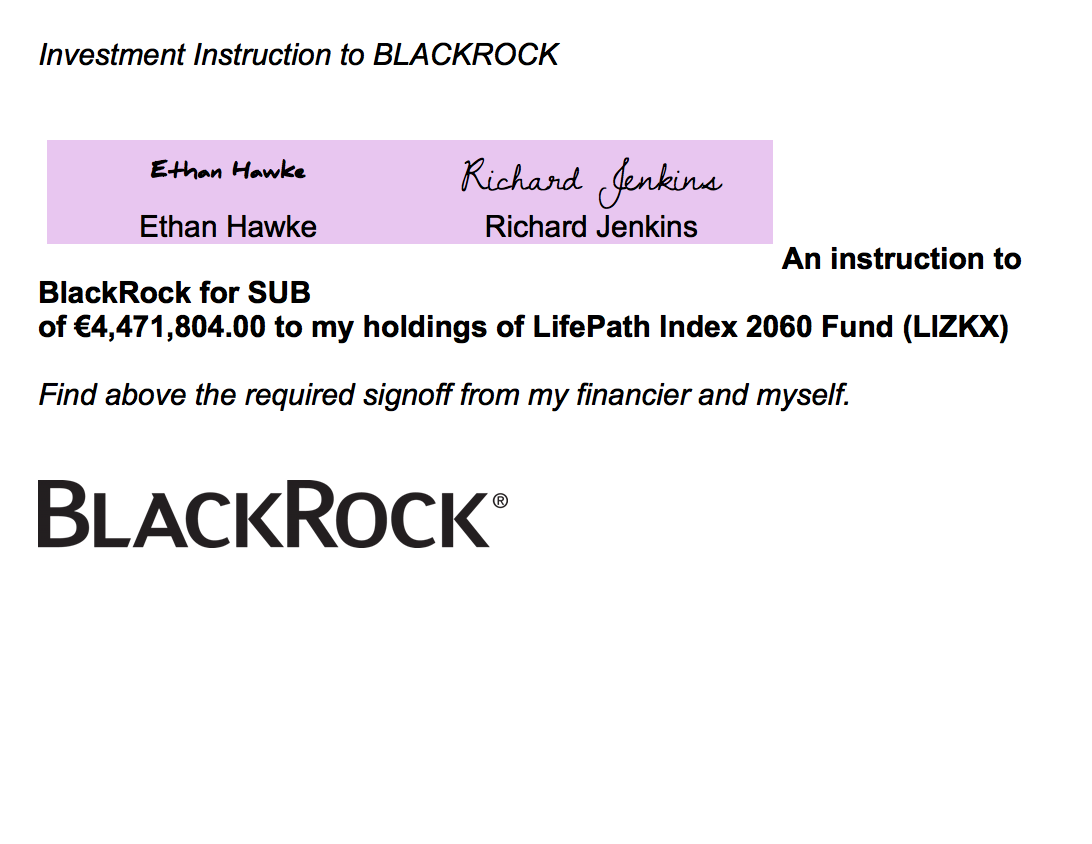 Investment Instruction to BLACKROCK
Ethan Hawke Richard Jenkins
Ethan Hawke Richard Jenkins
An instruction to
BlackRock for SUB
of €4,471,804.00 to my holdings of LifePath Index 2060 Fund (LIZKX)
Find above the required signoff from my financier and myself.
BLACKROCK®